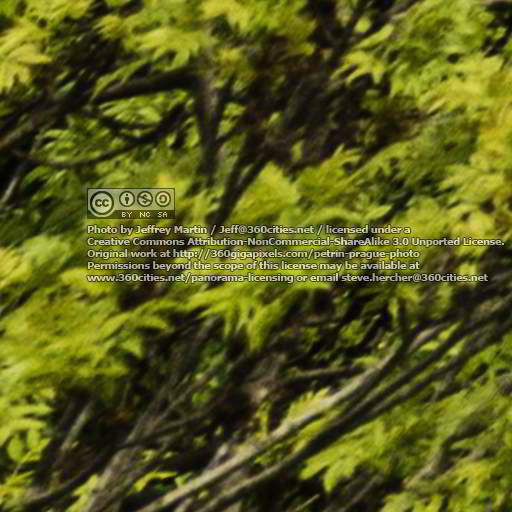 cc
BY NC SA
Photo by Jeffrey Martin / Jeff@360cities.net / licensed under a
Creative Commons Attribution-NonCommercial-ShareAlike 3.0 Unported License.
Original work at http://360gigapixels.com/petrin-prague-photo
Permissions beyond the scope of this license may be available at
www.360cities.net/panorama-licensing or email steve.hercher@360cities.net